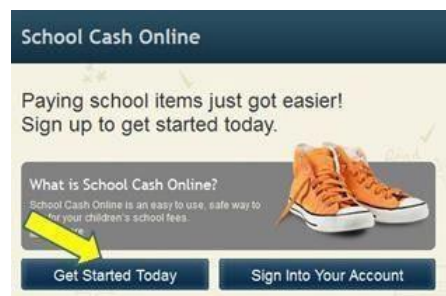 School Cash Online
Paying school items just got easier!
Sign up to get started today.
What is School Cash Online?
School Cash Online is an easy to use, safe way to
for your children's school fees.
Get Started Today
Sign Into Your Account